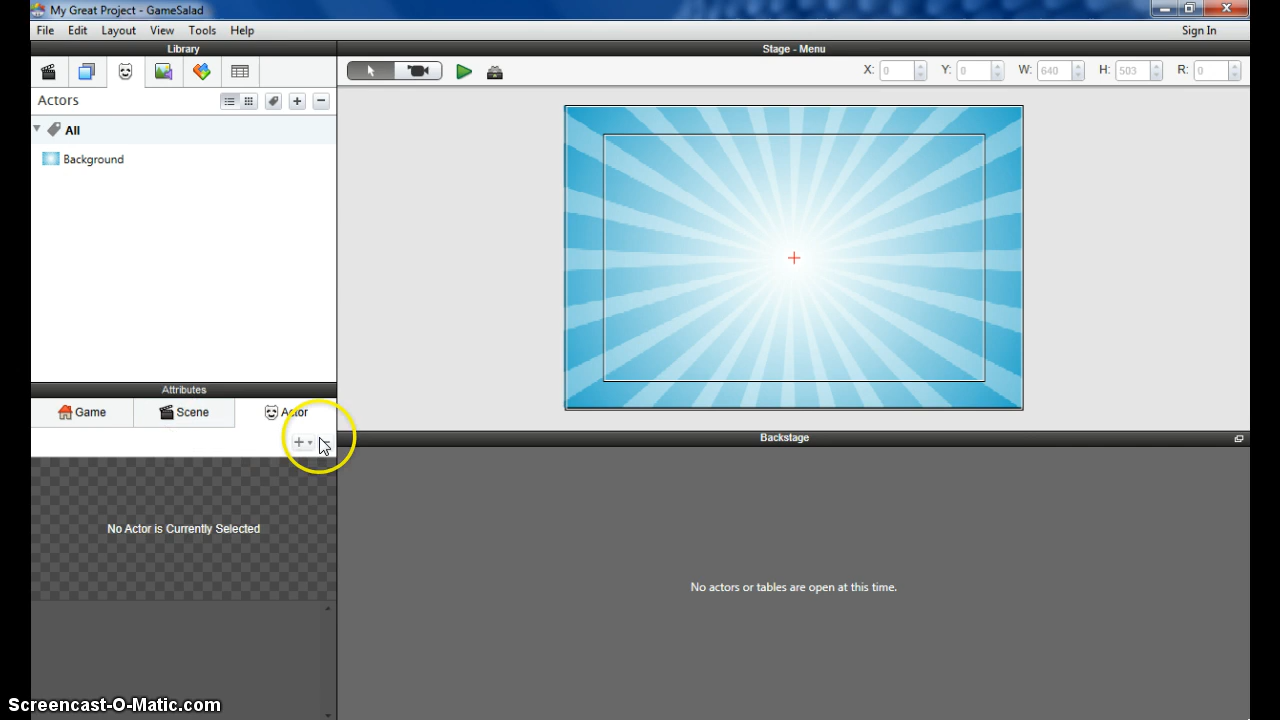 My Great Project - GameSalad
File Edit Layout View Tools Help Sign In
Library
Stage - Menu
X: 0 Y: 0 W: 640 H: 503 R: 0
Actors
All
Background
Attributes
Game Scene Actor
Backstage
No Actor is Currently Selected
No actors or tables are open at this time.
Screencast-O-Matic.com